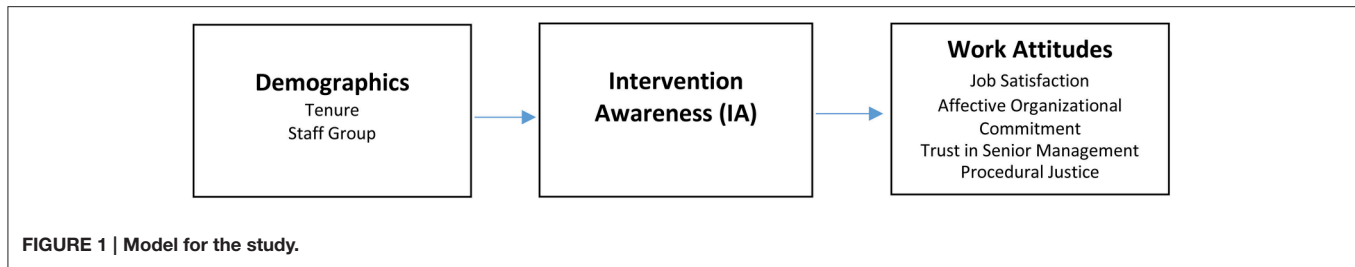 Demographics
Tenure
Staff Group
Intervention
Awareness (IA)
Work Attitudes
Job Satisfaction
Affective Organizational
Commitment
Trust in Senior Management
Procedural Justice
FIGURE 1 | Model for the study.